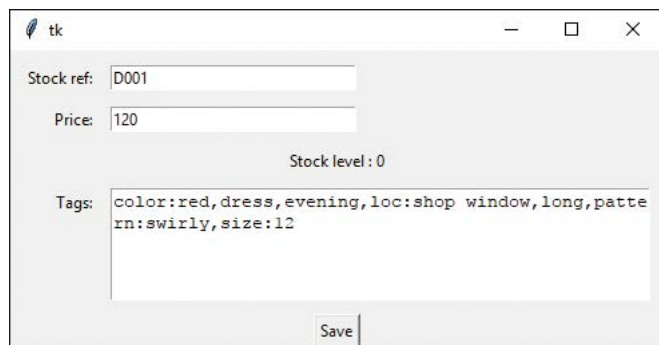 tk
Stock ref: D001
Price: 120
Stock level : 0
Tags: color:red,dress,evening,loc:shop window,long,patte
rn:swirly,size:12
Save